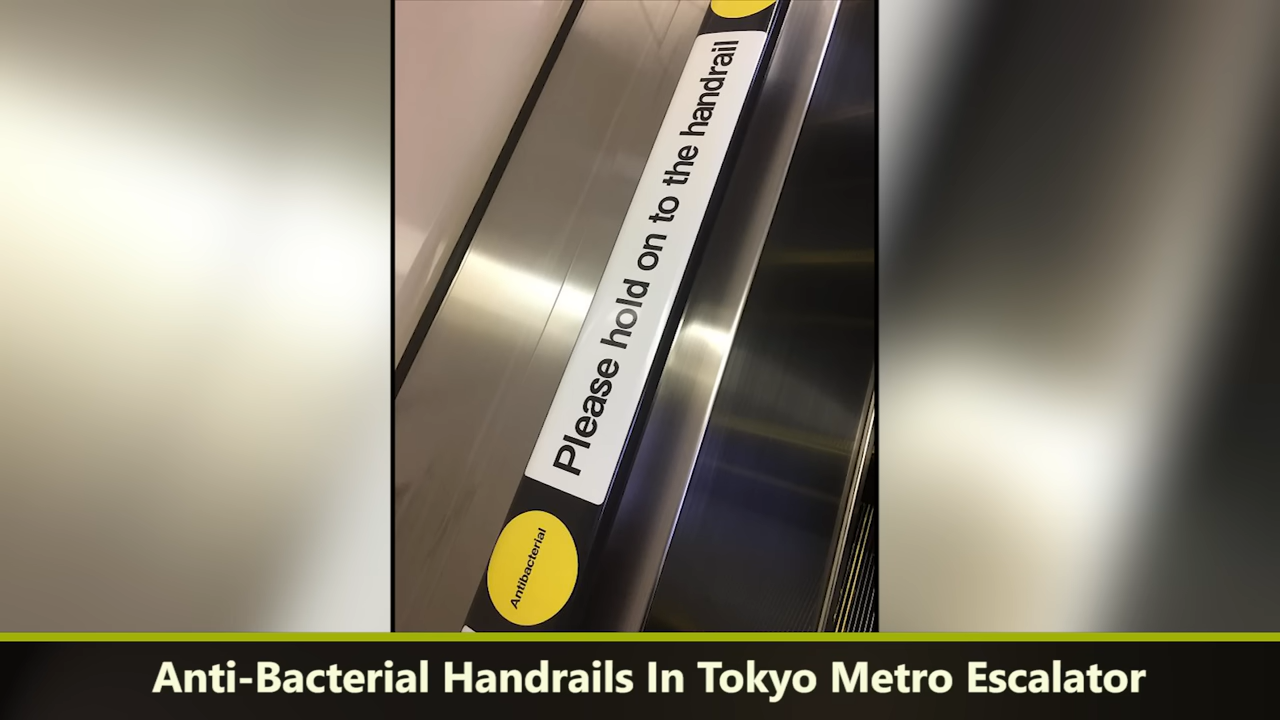 Please hold on to the handrail
Antibacterial
Anti-Bacterial Handrails In Tokyo Metro Escalator